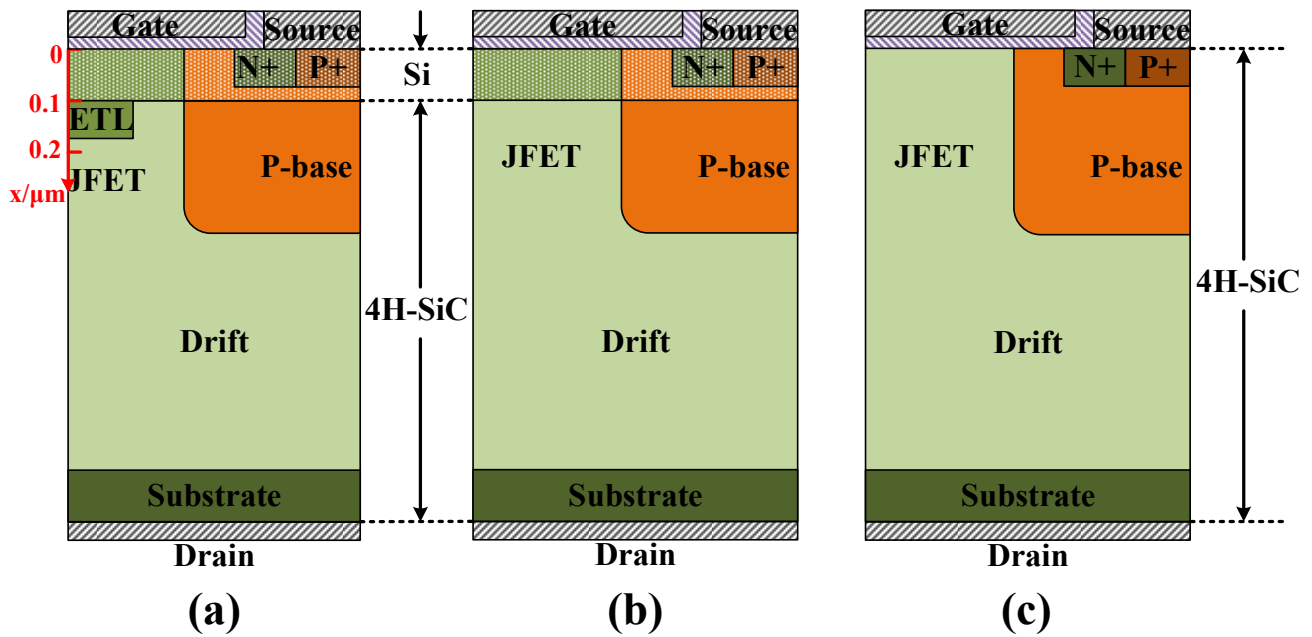 Gate Source
0
N+ P+
Si
0.1
ETL
0.2
x/μm
JFET
P-base
4H-SiC
Drift
Substrate
Drain
(a)
Gate Source
N+ P+
JFET
P-base
Drift
Substrate
Drain
(b)
Gate Source
N+ P+
JFET
P-base
4H-SiC
Drift
Substrate
Drain
(c)